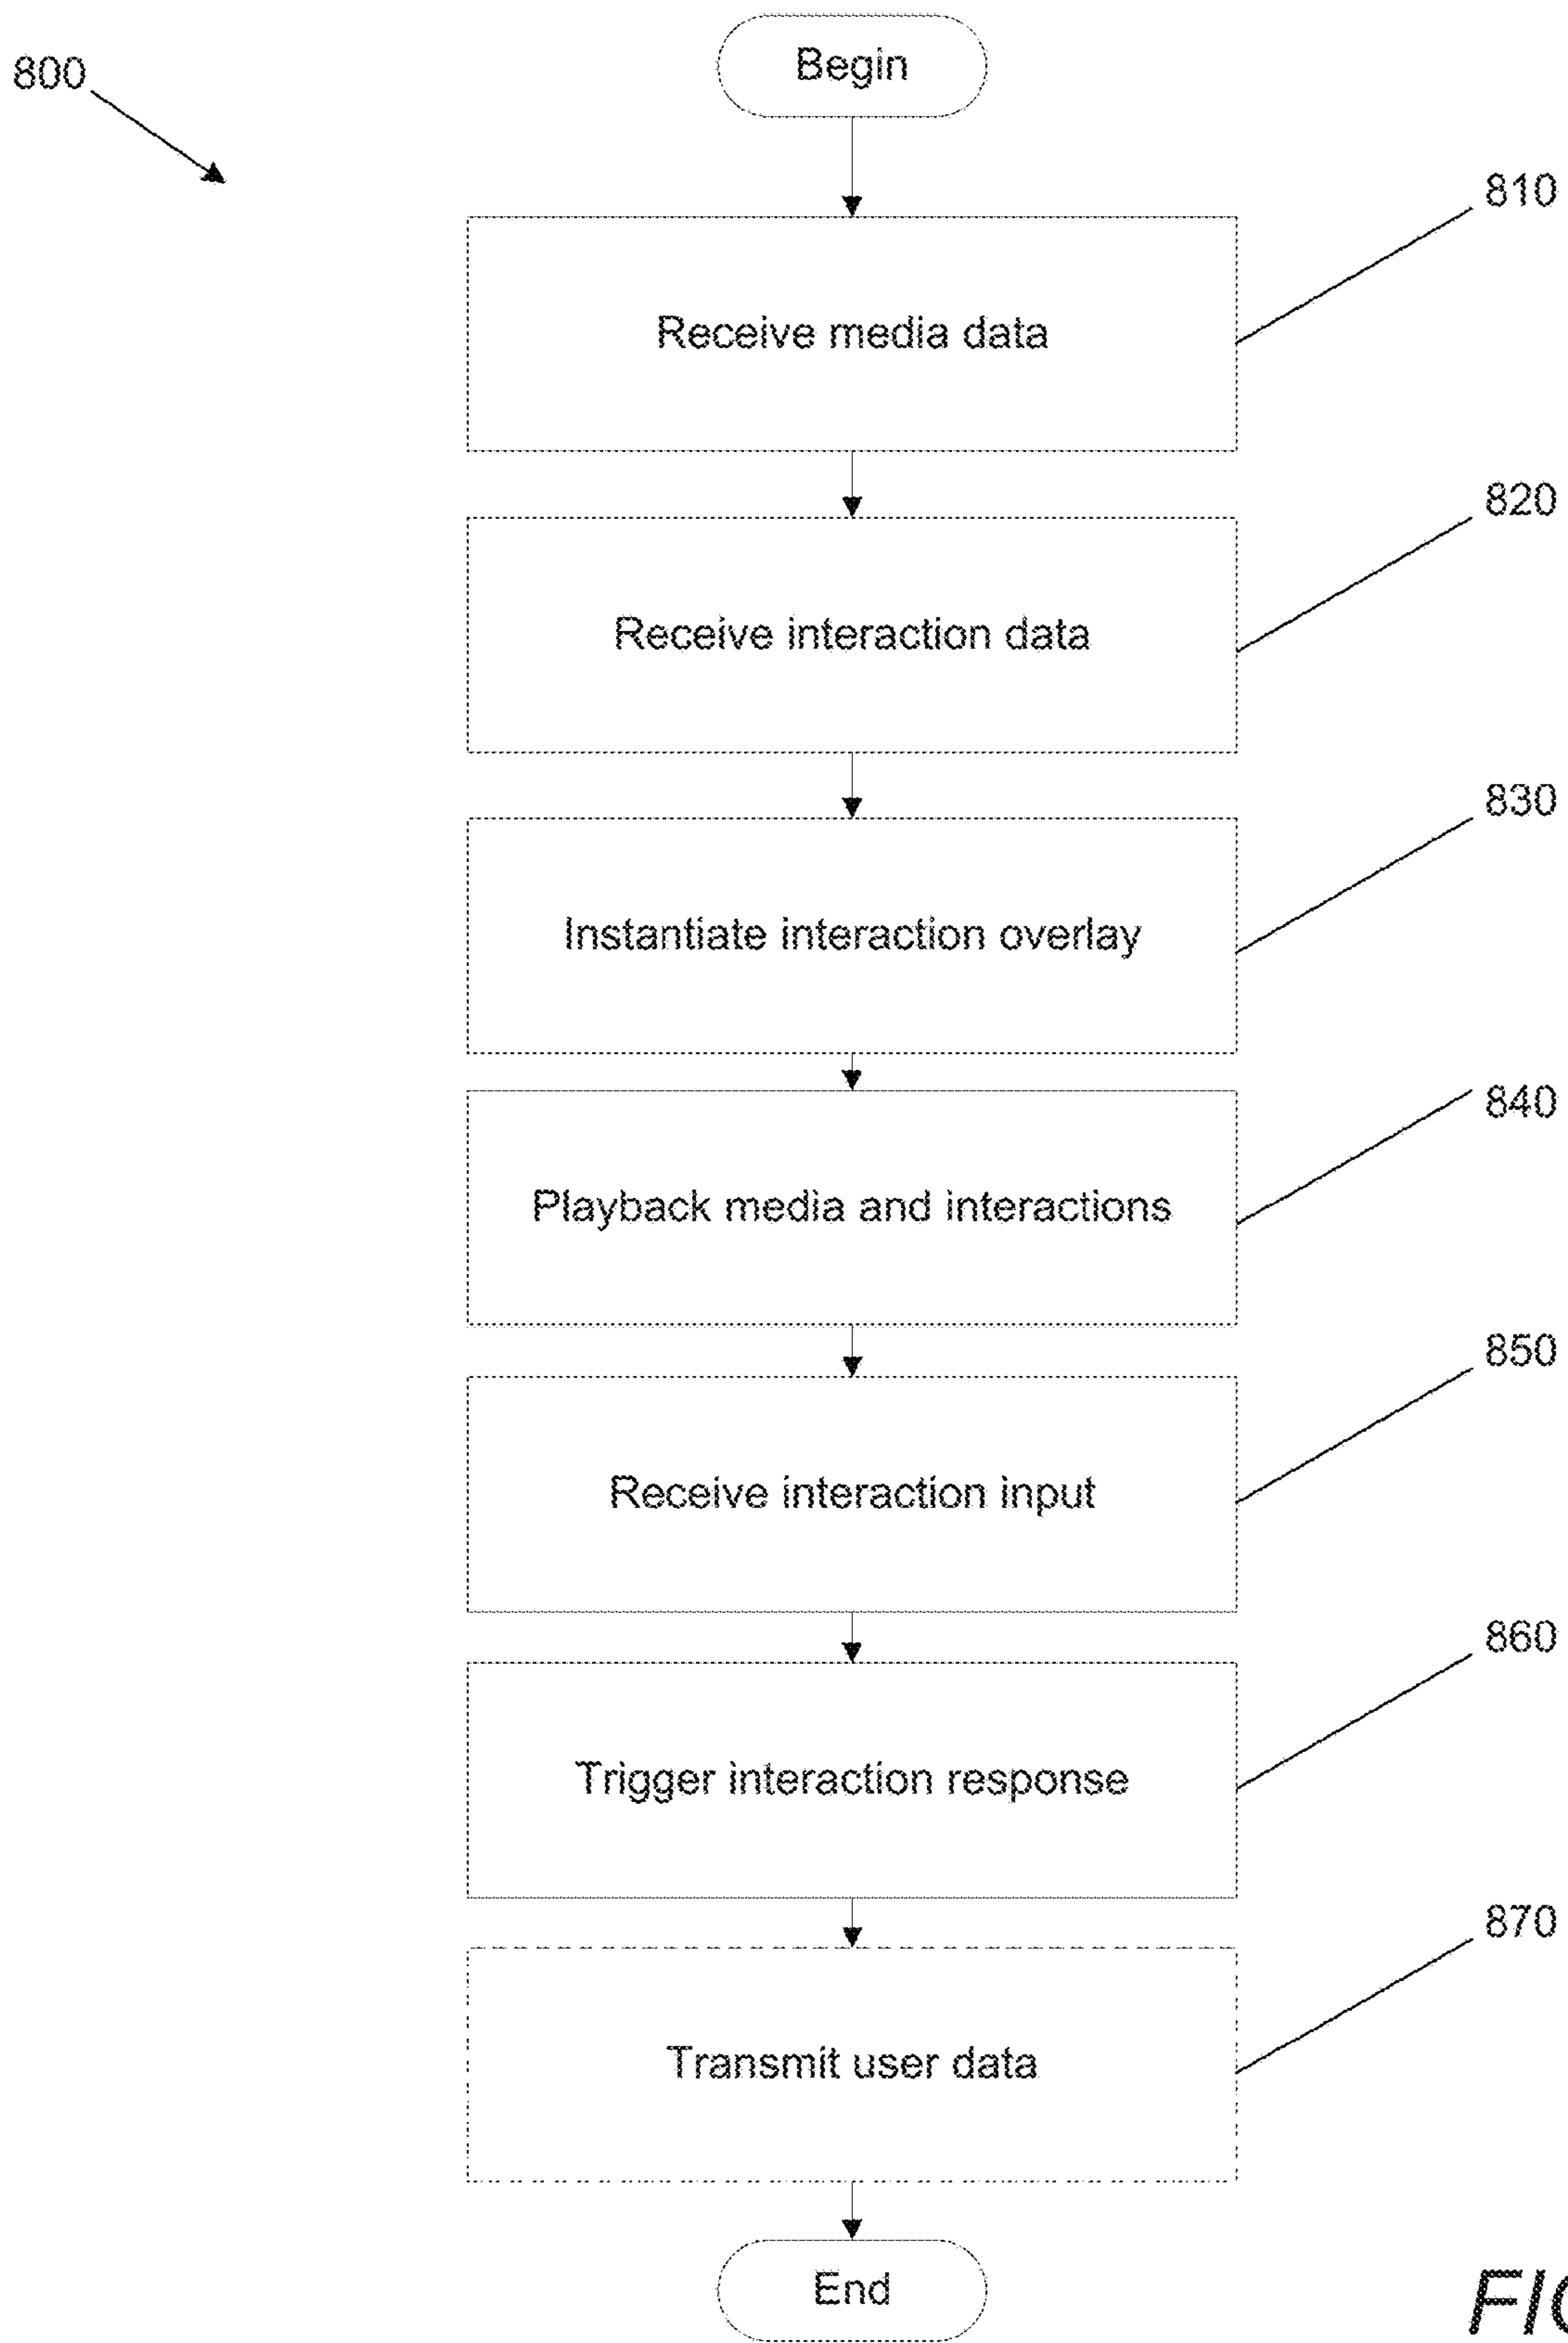 Begin
800
810
Receive media data
820
Receive interaction data
830
Instantiate interaction overlay
840
Playback media and interactions
850
Receive interaction input
860
Trigger interaction response
870
Transmit user data
End